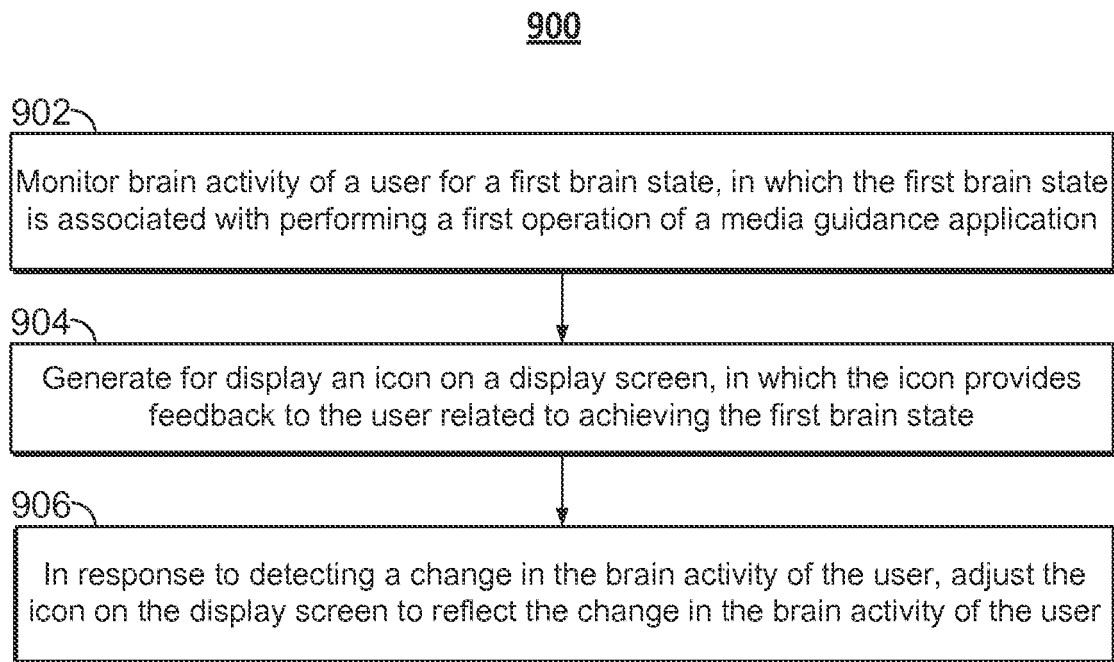 900
902
Monitor brain activity of a user for a first brain state, in which the first brain state
is associated with performing a first operation of a media guidance application
904
Generate for display an icon on a display screen, in which the icon provides
feedback to the user related to achieving the first brain state
906
In response to detecting a change in the brain activity of the user, adjust the
icon on the display screen to reflect the change in the brain activity of the user